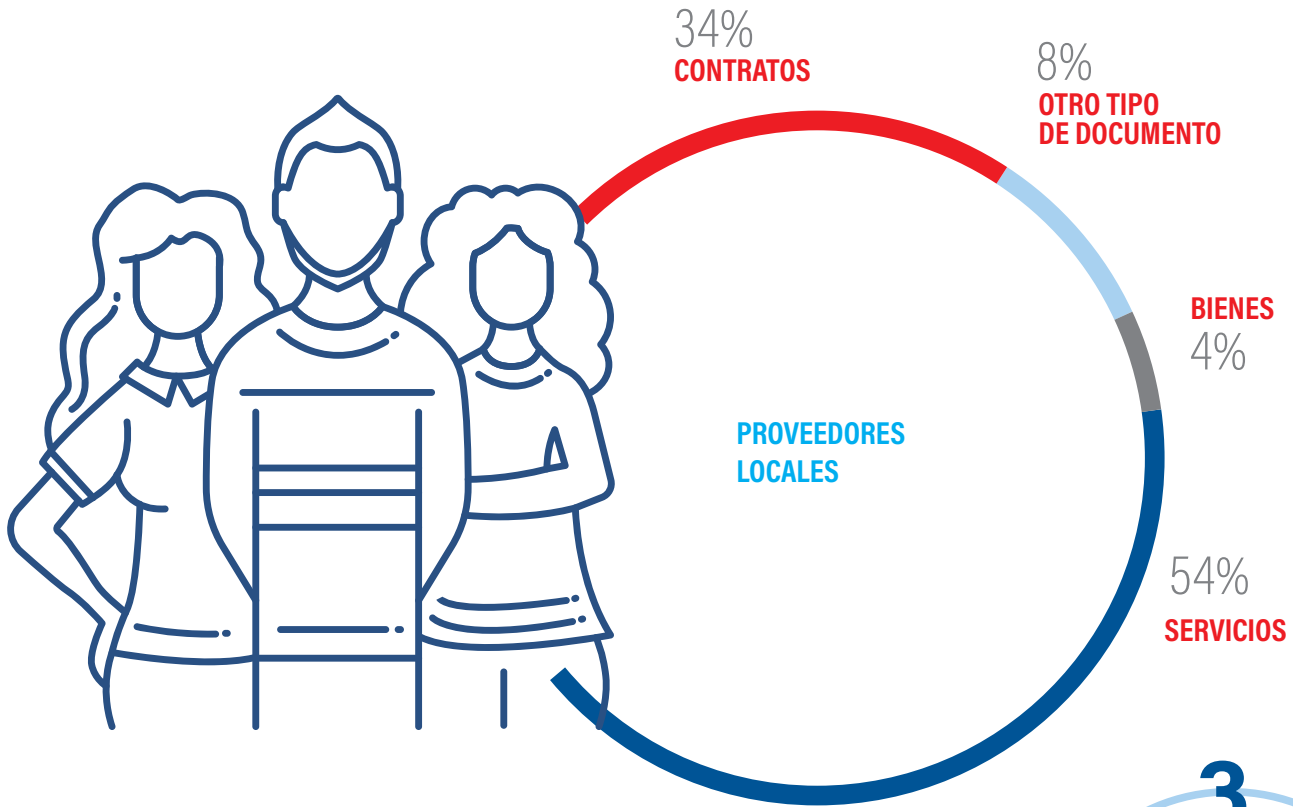 34%
CONTRATOS
8%
OTRO TIPO
DE DOCUMENTO
BIENES
4%
PROVEEDORES
LOCALES
54%
SERVICIOS
3